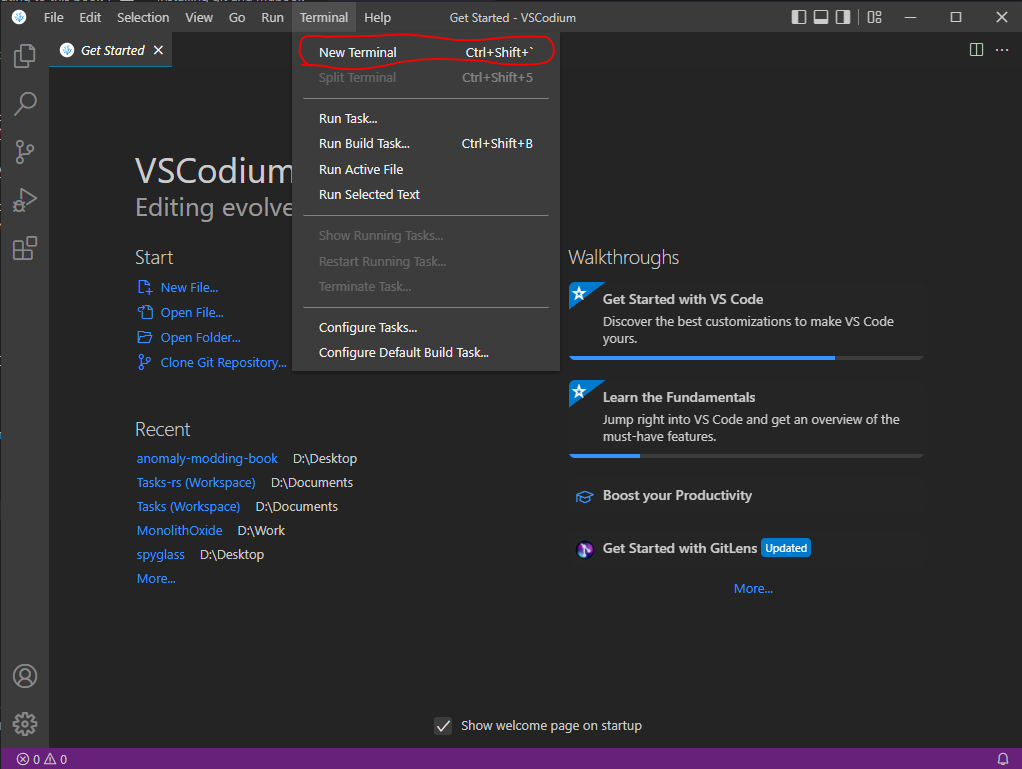 File Edit Selection View Go Run Terminal Help Get Started - VSCodium
Get Started
New Terminal Ctrl+Shift+`
Split Terminal Ctrl+Shift+5
Run Task...
Run Build Task... Ctrl+Shift+B
Run Active File
Run Selected Text
Show Running Tasks...
Restart Running Task...
Terminate Task...
Configure Tasks...
Configure Default Build Task...
VSCodium
Editing evolve
Start
New File...
Open File...
Open Folder...
Clone Git Repository...
Recent
anomaly-modding-book D:\Desktop
Tasks-rs (Workspace) D:\Documents
Tasks (Workspace) D:\Documents
MonolithOxide D:\Work
spyglass D:\Desktop
More...
Walkthroughs
Get Started with VS Code
Discover the best customizations to make VS Code
yours.
Learn the Fundamentals
Jump right into VS Code and get an overview of the
must-have features.
Boost your Productivity
Get Started with GitLens Updated
More...
Show welcome page on startup
0 0